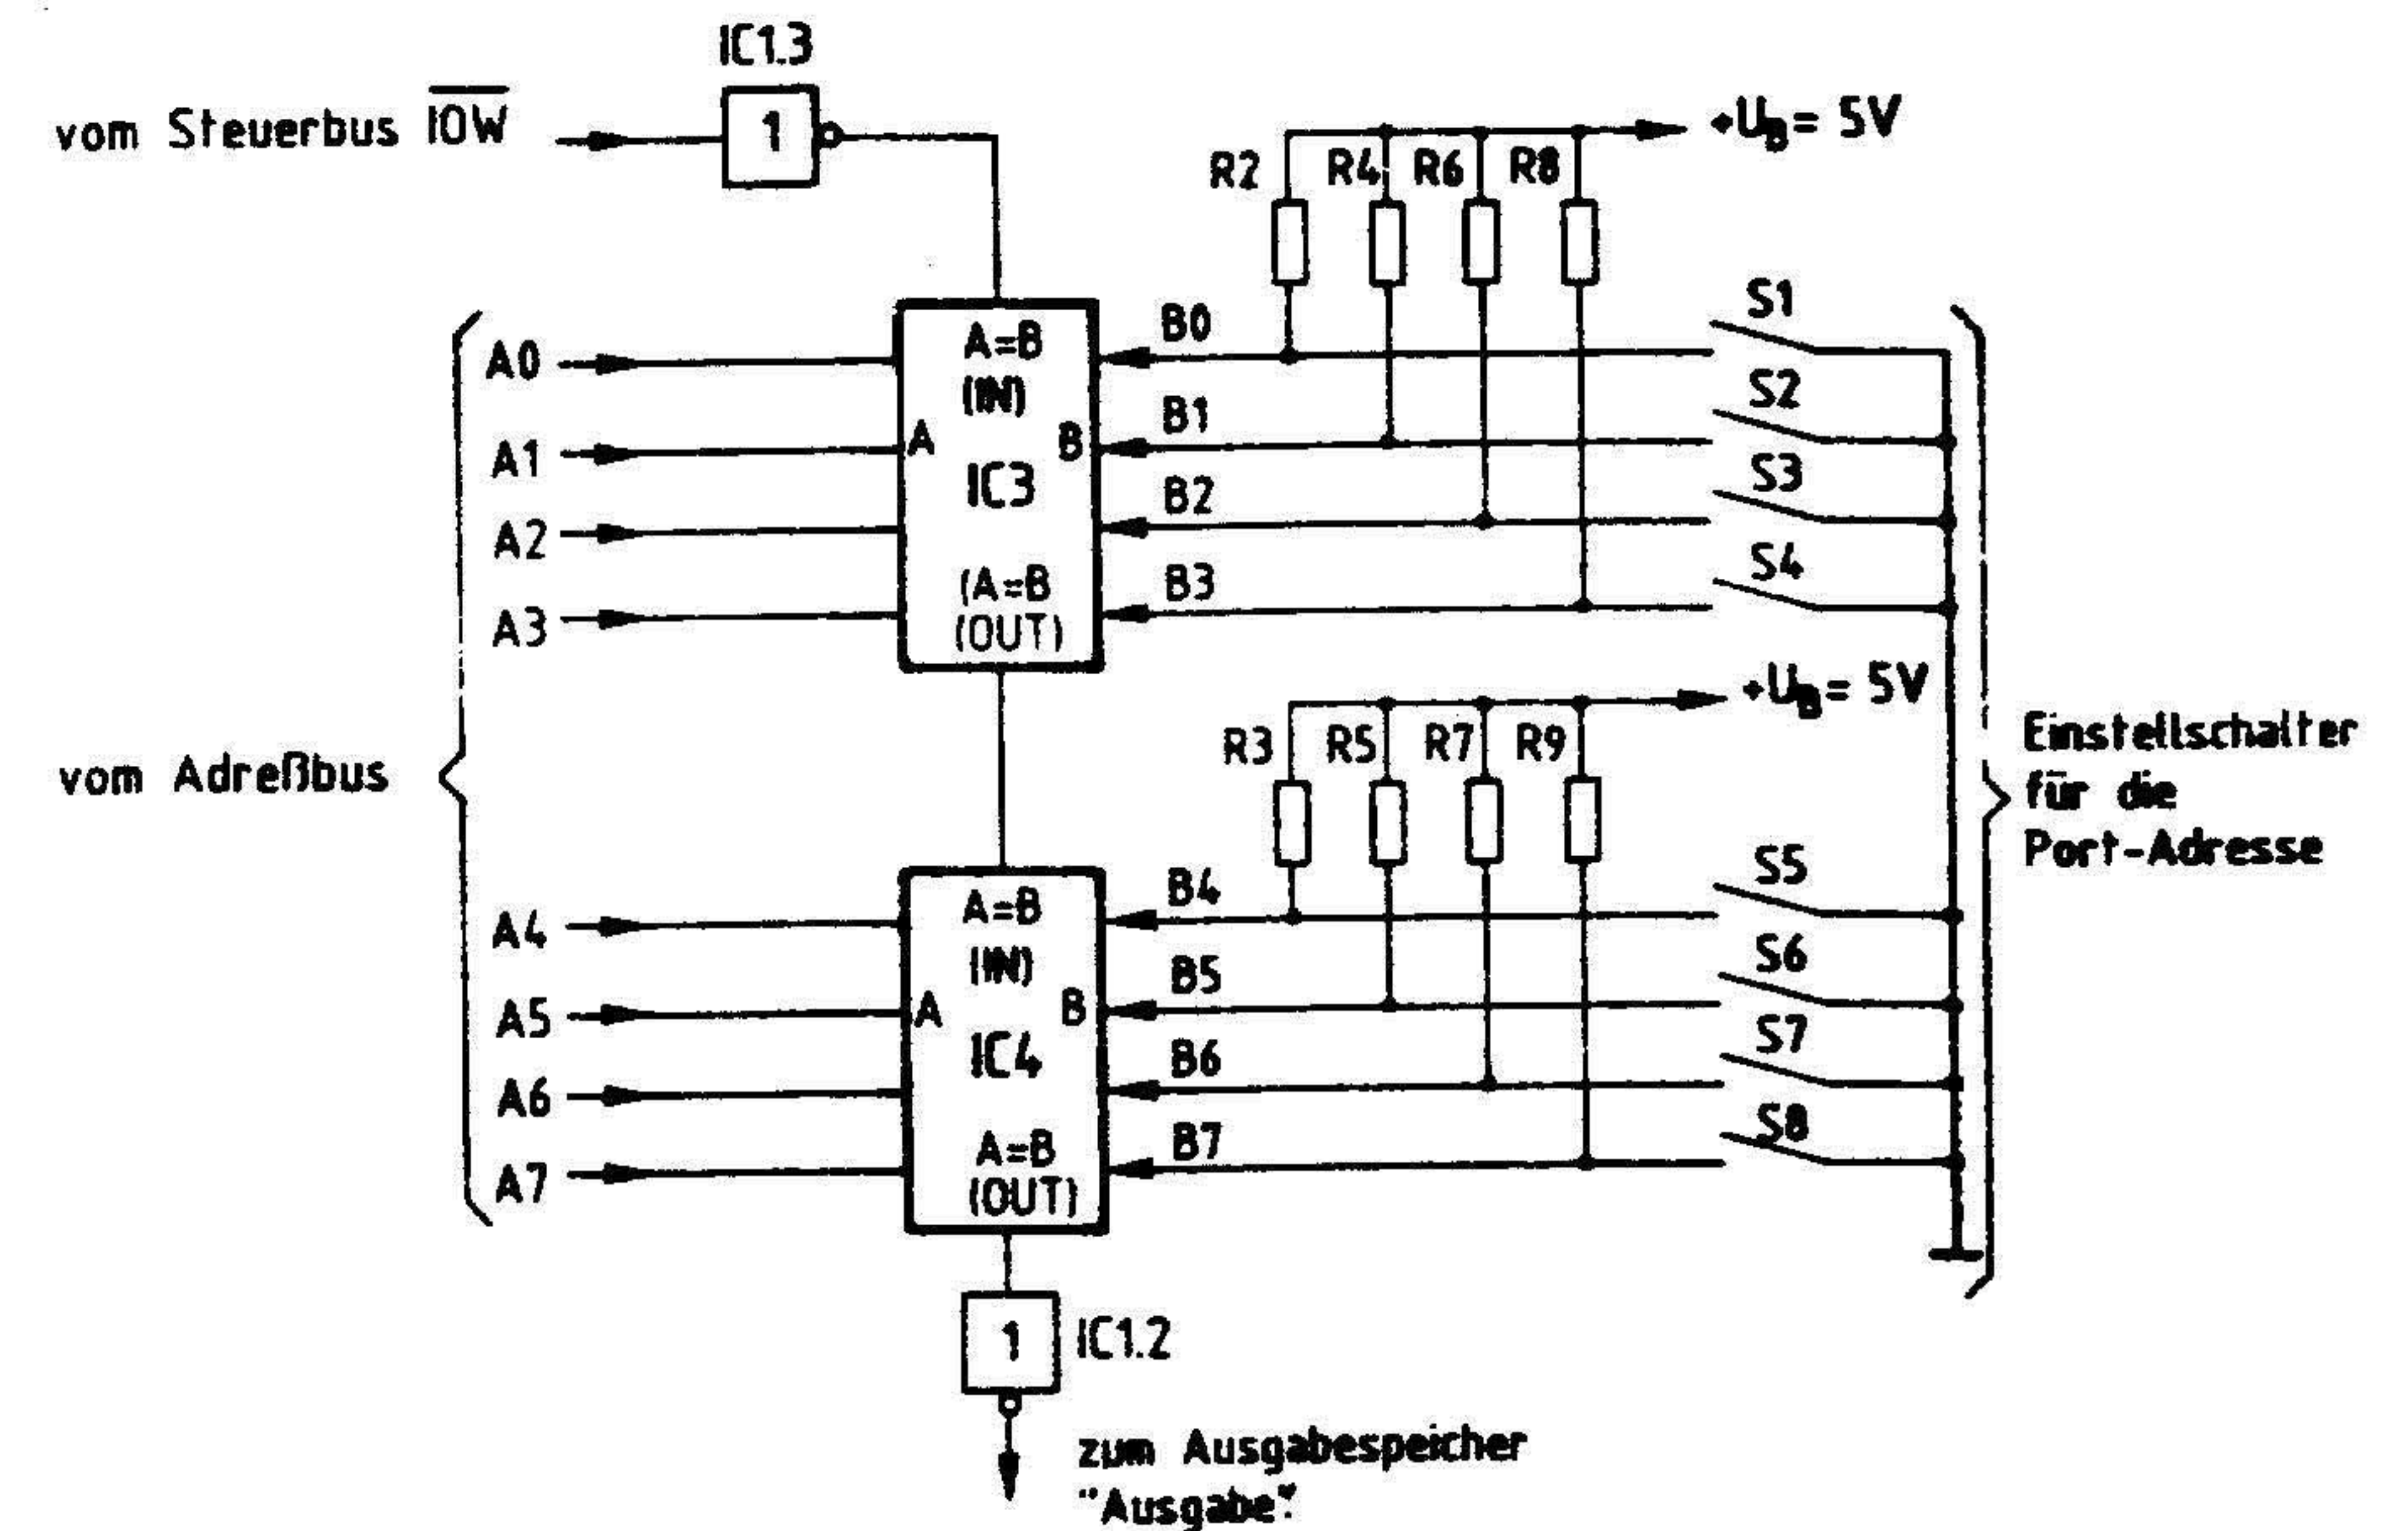 IC1.3
vom Steuerbus I̅O̅W̅
1
+UB = 5V
R2 R4 R6 R8
S1
A0
A=B
(IN)
B0
S2
A1
A
B
B1
IC3
S3
A2
B2
S4
A3
(A=B
(OUT)
B3
+UB = 5V
R3 R5 R7 R9
vom Adreßbus
Einstellschalter
für die
Port-Adresse
S5
A4
A=B
(IN)
B4
S6
A5
A
B
B5
IC4
S7
A6
B6
S8
A7
A=B
(OUT)
B7
1
IC1.2
zum Ausgabespeicher
"Ausgabe".